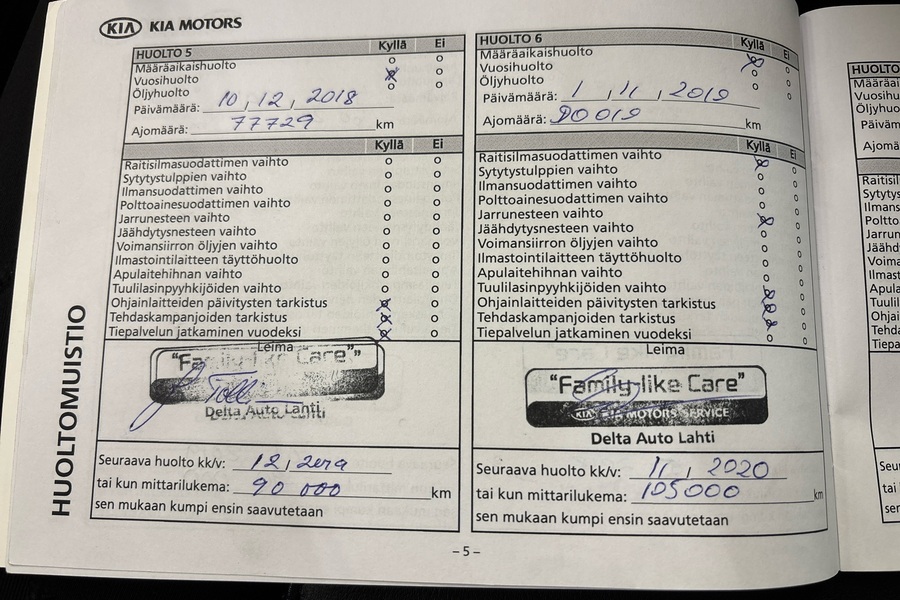 KIA KIA MOTORS
HUOLTO 5 Kyllä Ei
Määräaikaishuolto
Vuosihuolto
Öljyhuolto
Päivämäärä: 10, 12, 2018
Ajomäärä: 77729 km
Kyllä Ei
Raitisilmasuodattimen vaihto
Sytytystulppien vaihto
Ilmansuodattimen vaihto
Polttoainesuodattimen vaihto
Jarrunesteen vaihto
Jäähdytysnesteen vaihto
Voimansiirron öljyjen vaihto
Ilmastointilaitteen täyttöhuolto
Apulaitehihnan vaihto
Tuulilasinpyyhkijöiden vaihto
Ohjainlaitteiden päivitysten tarkistus
Tehdaskampanjoiden tarkistus
Tiepalvelun jatkaminen vuodeksi
Leima
"Family-like Care"
Delta Auto Lahti
Seuraava huolto kk/v: 12,
tai kun mittarilukema: 90 000 km
sen mukaan kumpi ensin saavutetaan
HUOLTO 6 Kyllä Ei
Määräaikaishuolto
Vuosihuolto
Öljyhuolto
Päivämäärä: 1, 11, 2019
Ajomäärä: 90019 km
Kyllä Ei
Raitisilmasuodattimen vaihto
Sytytystulppien vaihto
Ilmansuodattimen vaihto
Polttoainesuodattimen vaihto
Jarrunesteen vaihto
Jäähdytysnesteen vaihto
Voimansiirron öljyjen vaihto
Ilmastointilaitteen täyttöhuolto
Apulaitehihnan vaihto
Tuulilasinpyyhkijöiden vaihto
Ohjainlaitteiden päivitysten tarkistus
Tehdaskampanjoiden tarkistus
Tiepalvelun jatkaminen vuodeksi
Leima
"Family-like Care"
KIA KIA MOTORS SERVICE
Delta Auto Lahti
Seuraava huolto kk/v: 11, 2020
tai kun mittarilukema: 105000 km
sen mukaan kumpi ensin saavutetaan
HUOLTOMUISTIO
-5-